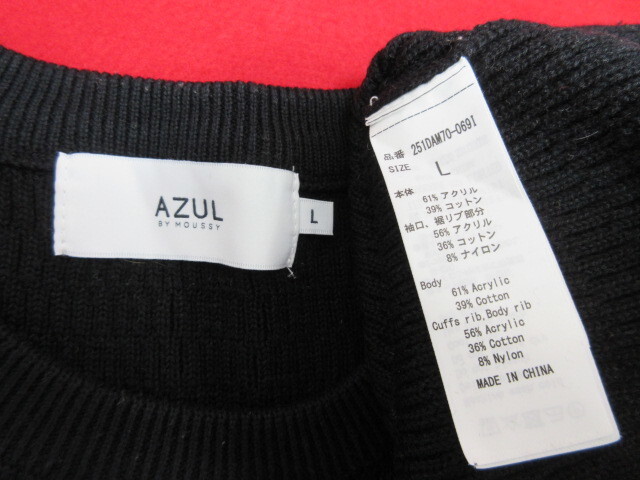 AZUL
BY MOUSSY
L
品番 251DAM70-069I
SIZE L
本体
61% アクリル
39% コットン
袖口、裾リブ部分
56% アクリル
36% コットン
8% ナイロン
Body
61% Acrylic
39% Cotton
Cuffs rib,Body rib
56% Acrylic
36% Cotton
8% Nylon
MADE IN CHINA